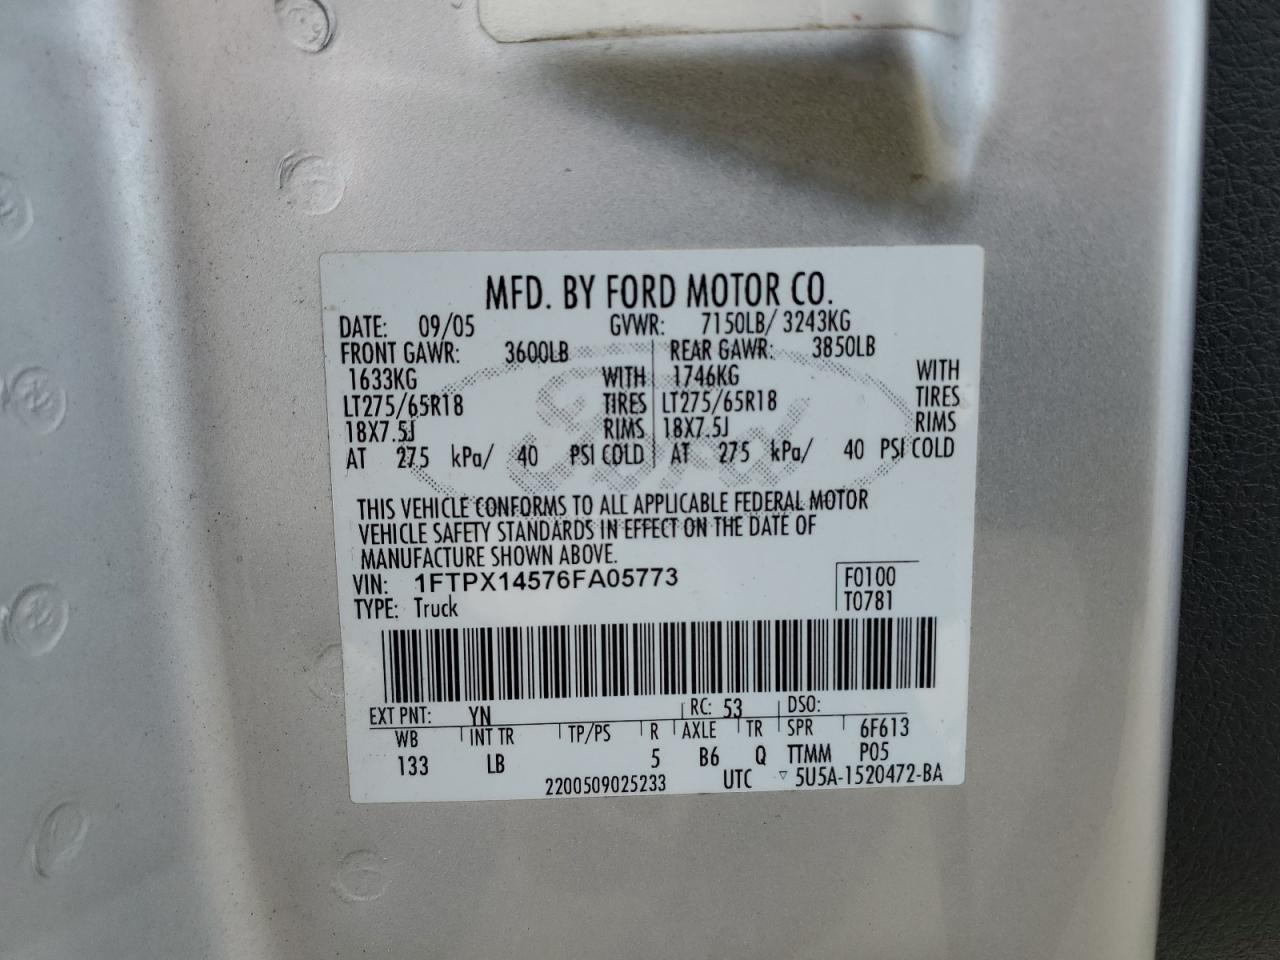 MFD. BY FORD MOTOR CO.
DATE: 09/05 GVWR: 7150LB/ 3243KG
FRONT GAWR: 3600LB REAR GAWR: 3850LB
1633KG WITH 1746KG WITH
LT275/65R18 TIRES LT275/65R18 TIRES
18X7.5J RIMS 18X7.5J RIMS
AT 275 kPa/ 40 PSI COLD AT 275 kPa/ 40 PSI COLD
Ford
THIS VEHICLE CONFORMS TO ALL APPLICABLE FEDERAL MOTOR
VEHICLE SAFETY STANDARDS IN EFFECT ON THE DATE OF
MANUFACTURE SHOWN ABOVE.
VIN: 1FTPX14576FA05773 F0100
TYPE: Truck T0781
EXT PNT: YN RC: 53 DSO:
WB INT TR TP/PS R AXLE TR SPR 6F613
133 LB 5 B6 Q TTMM P05
2200509025233 UTC ▽ 5U5A-1520472-BA